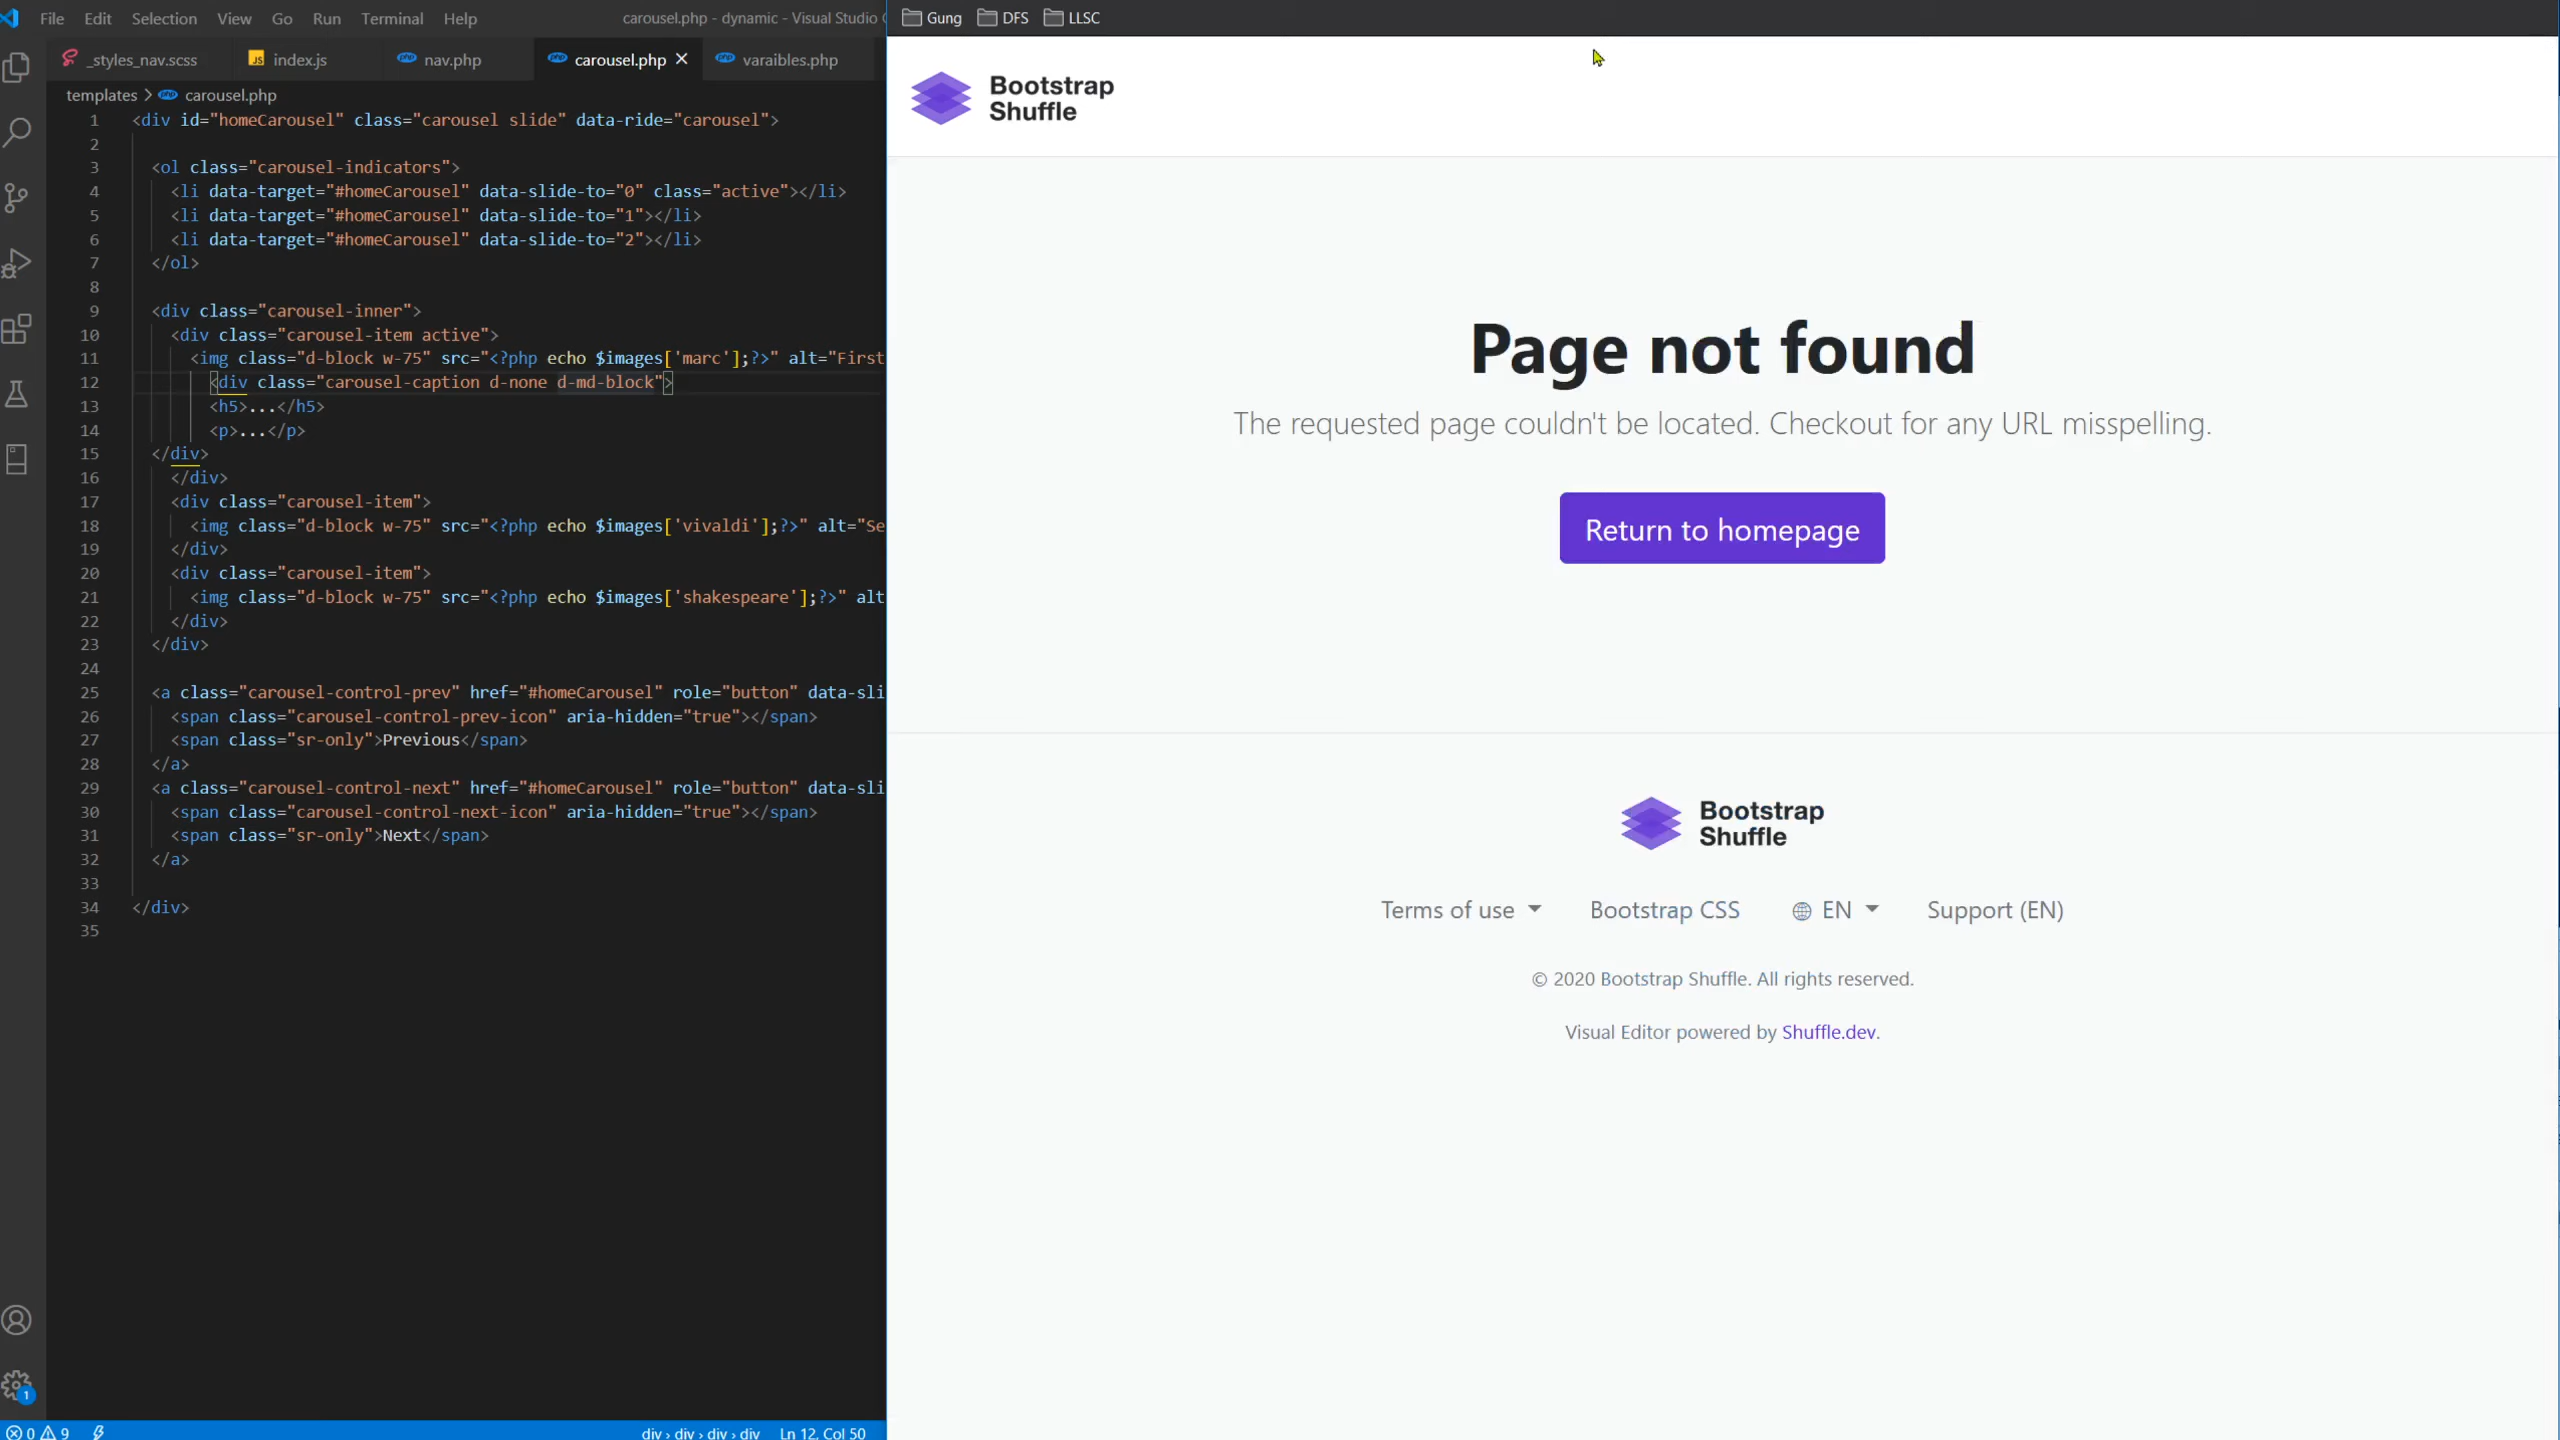 File Edit Selection View Go Run Terminal Help
carousel.php - dynamic - Visual Studio
_styles_nav.scss
index.js
nav.php
carousel.php
varaibles.php
templates > carousel.php
1 <div id="homeCarousel" class="carousel slide" data-ride="carousel">
2
3 <ol class="carousel-indicators">
4 <li data-target="#homeCarousel" data-slide-to="0" class="active"></li>
5 <li data-target="#homeCarousel" data-slide-to="1"></li>
6 <li data-target="#homeCarousel" data-slide-to="2"></li>
7 </ol>
8
9 <div class="carousel-inner">
10 <div class="carousel-item active">
11 <img class="d-block w-75" src="<?php echo $images['marc'];?>" alt="First
12 <div class="carousel-caption d-none d-md-block">
13 <h5>...</h5>
14 <p>...</p>
15 </div>
16 </div>
17 <div class="carousel-item">
18 <img class="d-block w-75" src="<?php echo $images['vivaldi'];?>" alt="Se
19 </div>
20 <div class="carousel-item">
21 <img class="d-block w-75" src="<?php echo $images['shakespeare'];?>" alt
22 </div>
23 </div>
24
25 <a class="carousel-control-prev" href="#homeCarousel" role="button" data-sli
26 <span class="carousel-control-prev-icon" aria-hidden="true"></span>
27 <span class="sr-only">Previous</span>
28 </a>
29 <a class="carousel-control-next" href="#homeCarousel" role="button" data-sli
30 <span class="carousel-control-next-icon" aria-hidden="true"></span>
31 <span class="sr-only">Next</span>
32 </a>
33
34 </div>
35
1
0 9
div > div > div > div
Ln 12, Col 50
Gung DFS LLSC
Bootstrap
Shuffle
Page not found
The requested page couldn't be located. Checkout for any URL misspelling.
Return to homepage
Bootstrap
Shuffle
Terms of use Bootstrap CSS EN Support (EN)
© 2020 Bootstrap Shuffle. All rights reserved.
Visual Editor powered by Shuffle.dev.